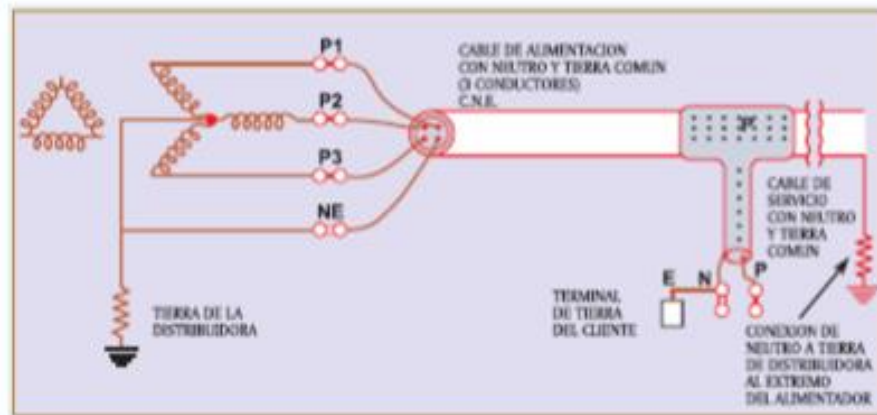 P1
P2
P3
NE
CABLE DE ALIMENTACION
CON NEUTRO Y TIERRA COMUN
(3 CONDUCTORES)
C.N.E.
TIERRA DE LA
DISTRIBUIDORA
CABLE DE
SERVICIO
CON NEUTRO
Y TIERRA
COMUN
E
N
P
TERMINAL
DE TIERRA
DEL CLIENTE
CONEXION DE
NEUTRO A TIERRA
DE DISTRIBUIDORA
AL EXTREMO
DEL ALIMENTADOR